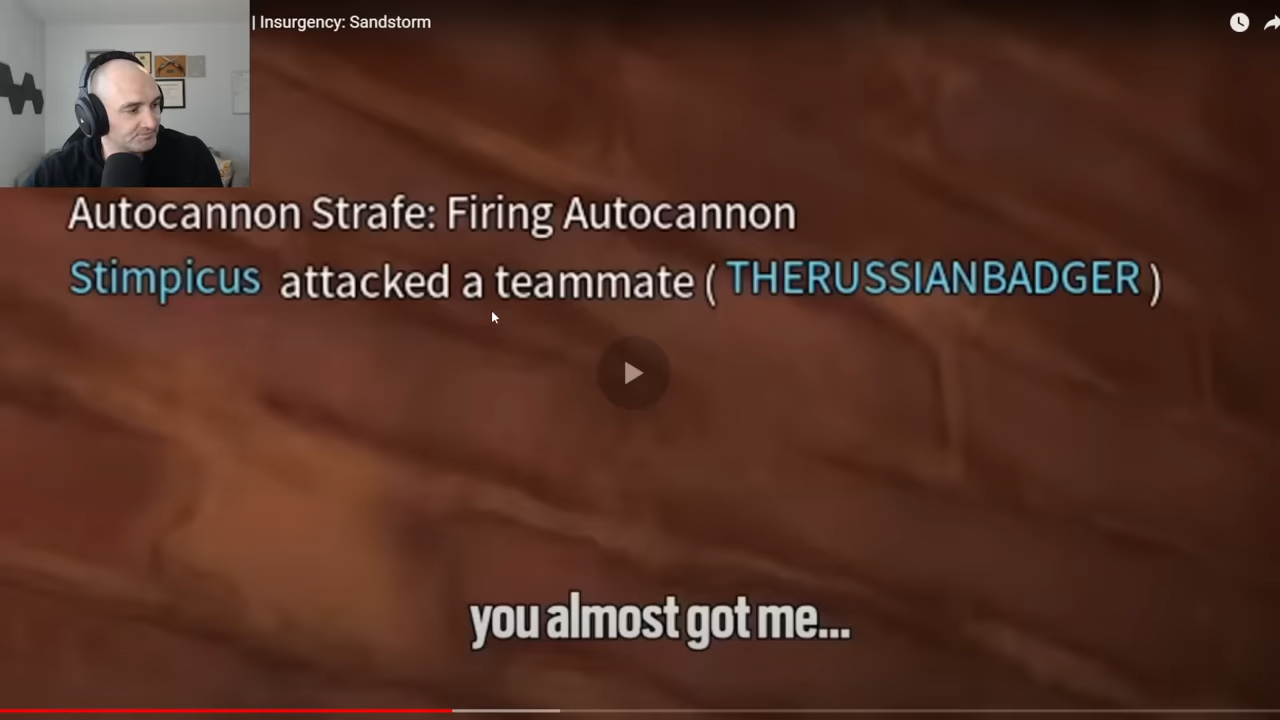 | Insurgency: Sandstorm
Autocannon Strafe: Firing Autocannon
Stimpicus attacked a teammate ( THERUSSIANBADGER )
you almost got me...